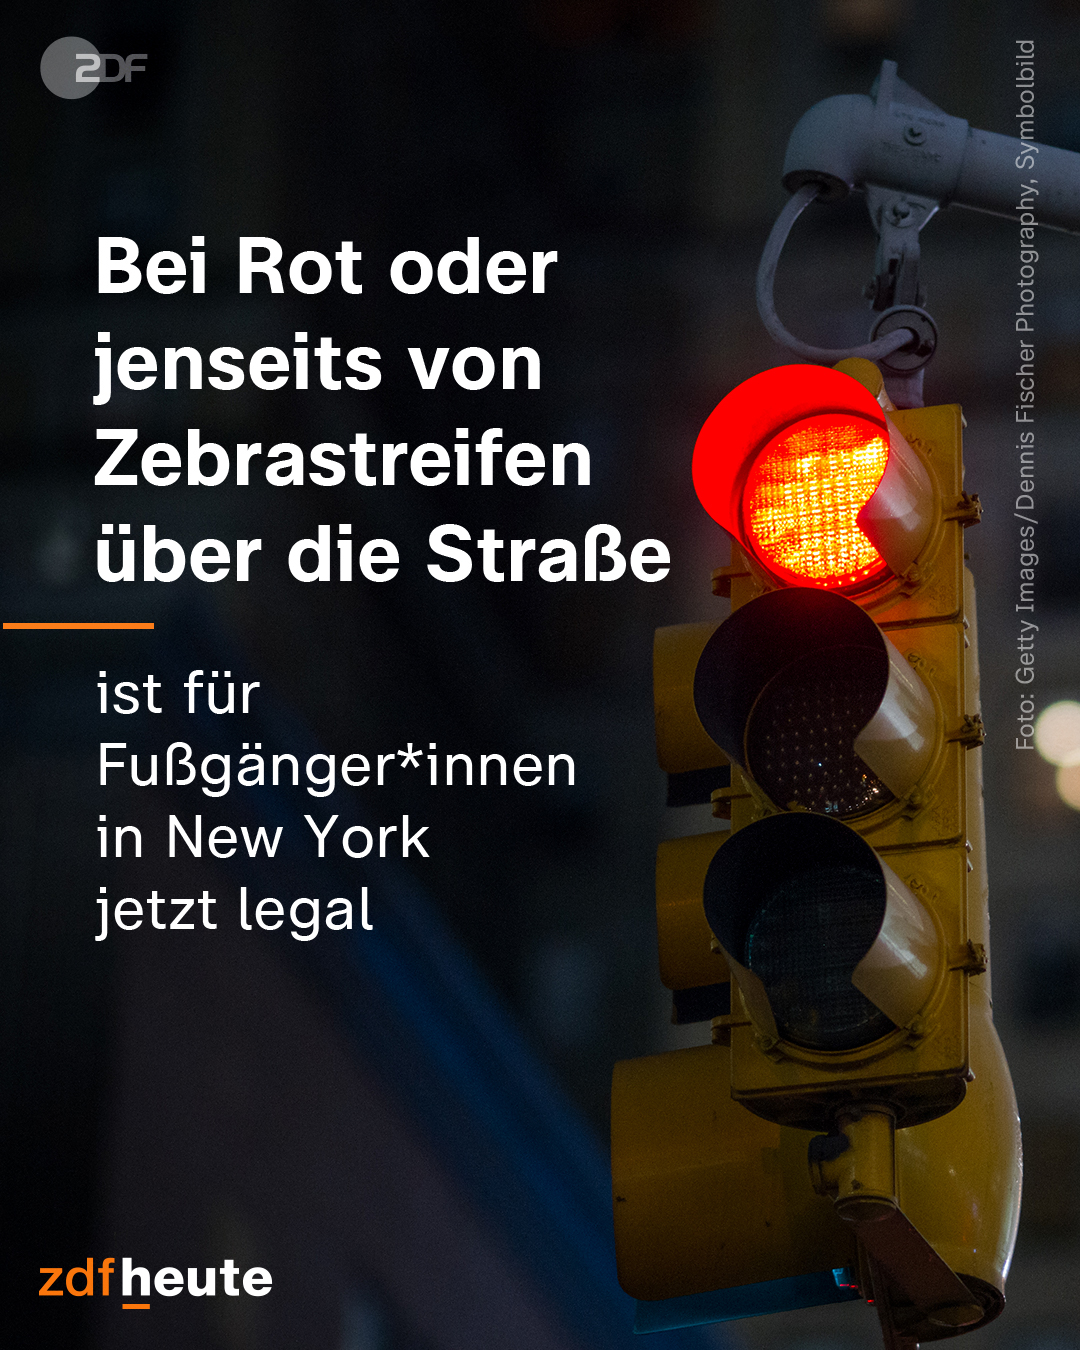 ZDF
Bei Rot oder
jenseits von
Zebrastreifen
über die Straße
ist für
Fußgänger*innen
in New York
jetzt legal
Foto: Getty Images/Dennis Fischer Photography, Symbolbild
zdfheute